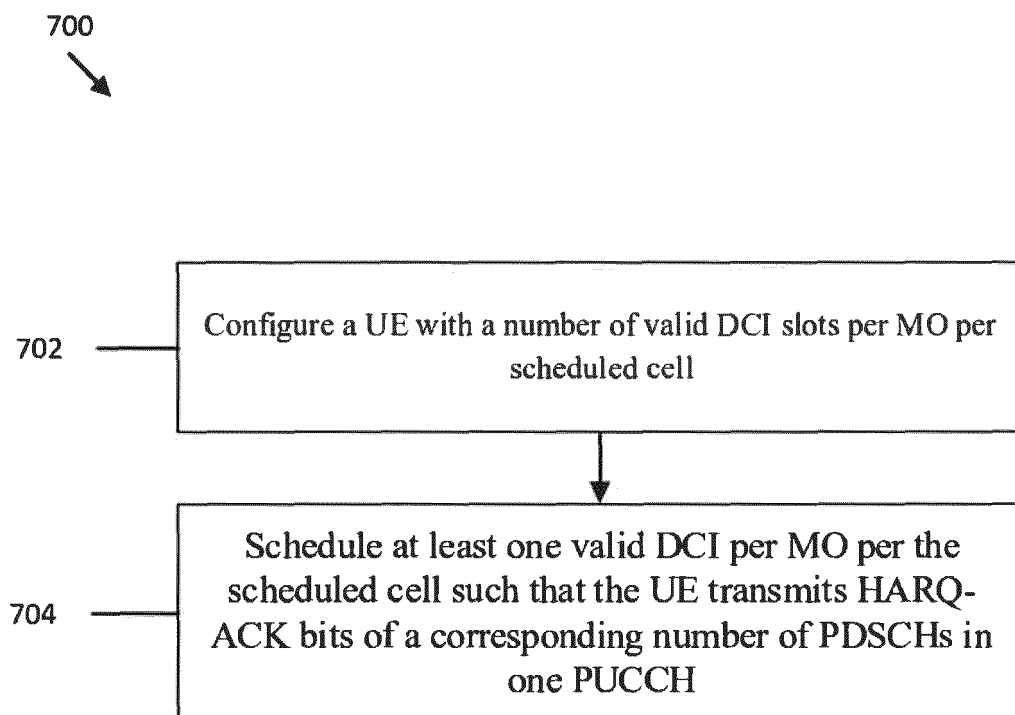 700
702
Configure a UE with a number of valid DCI slots per MO per
scheduled cell
704
Schedule at least one valid DCI per MO per the
scheduled cell such that the UE transmits HARQ-
ACK bits of a corresponding number of PDSCHs in
one PUCCH